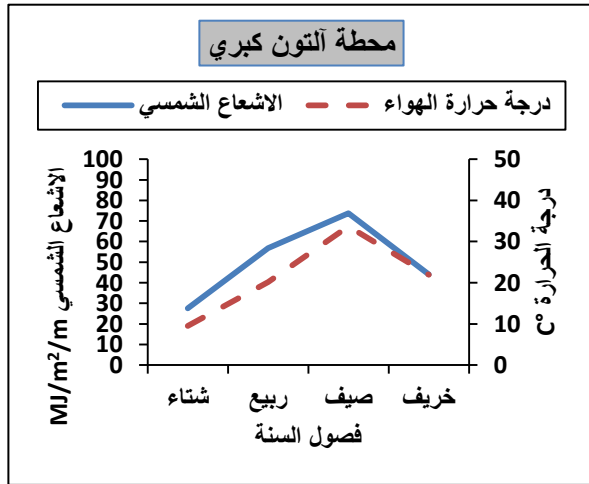 محطة آلتون كبري
الاشعاع الشمسي
درجة حرارة الهواء
الاشعاع الشمسي MJ/m²/m
100
90
80
70
60
50
40
30
20
10
0
50
40
30
20
10
0
درجة الحرارة C°
شتاء ربيع صيف خريف
فصول السنة